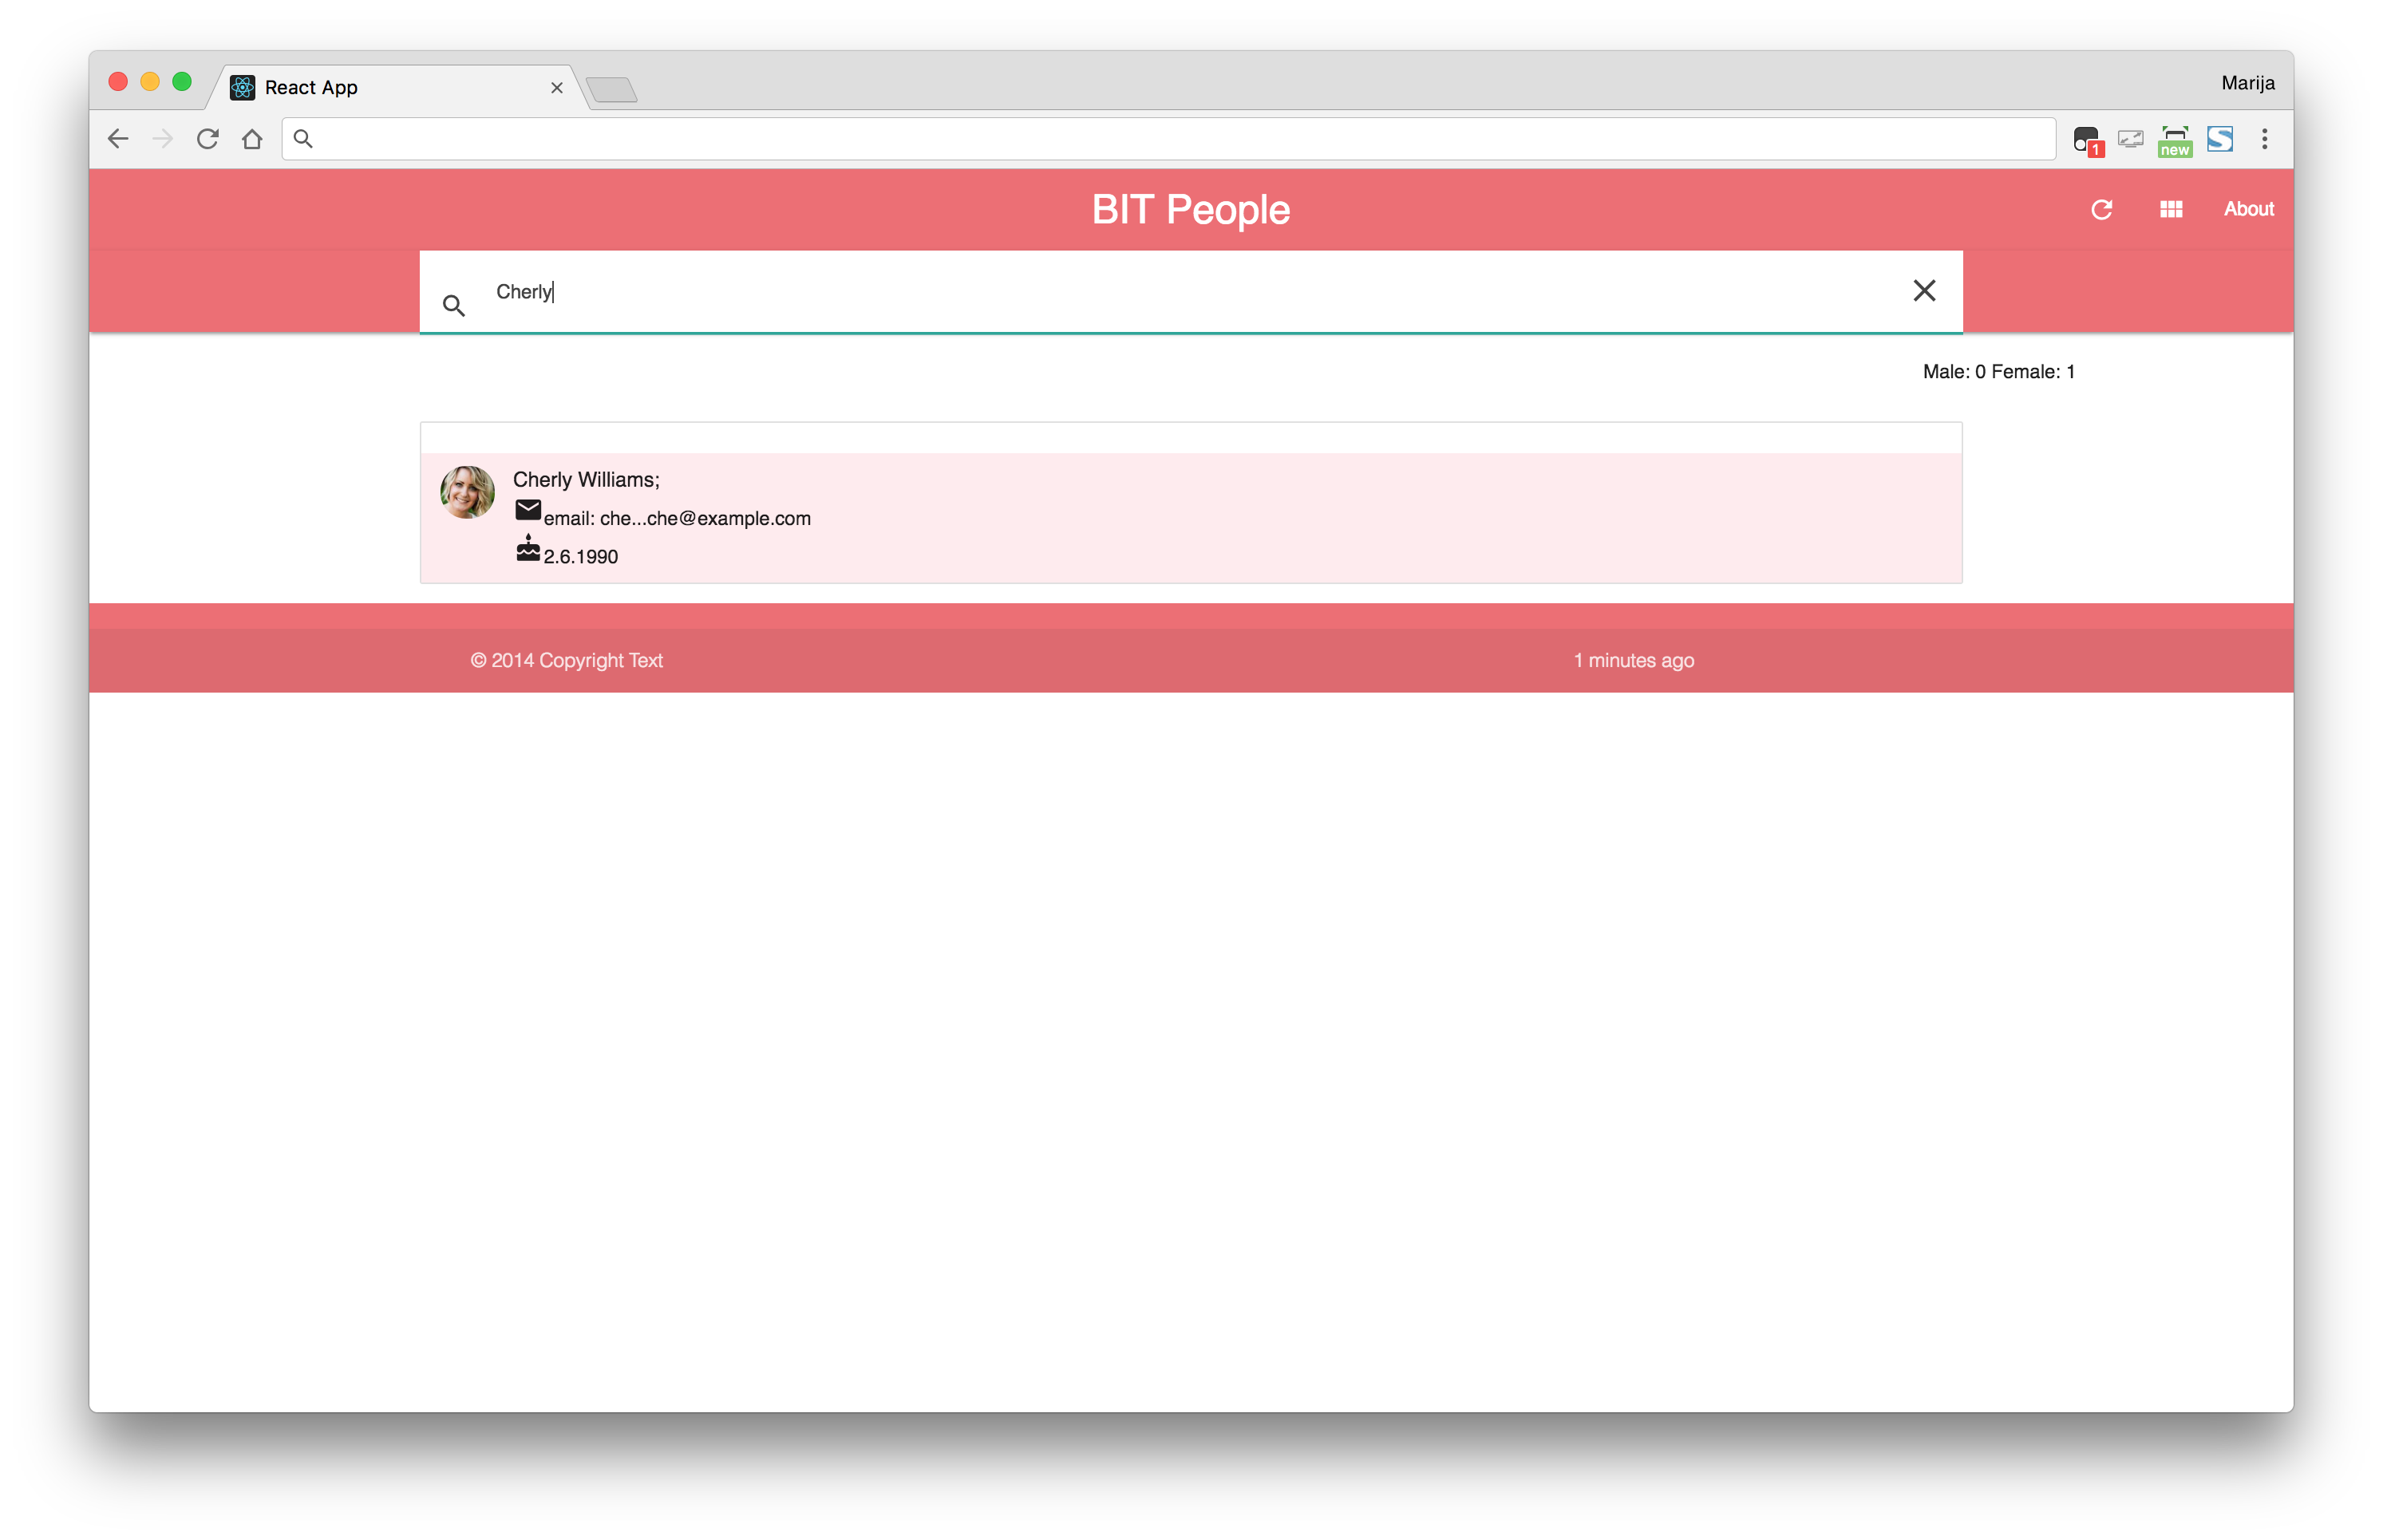 React App
Marija
1
new
BIT People
About
Cherly
Male: 0 Female: 1
Cherly Williams;
email: che...che@example.com
2.6.1990
© 2014 Copyright Text
1 minutes ago